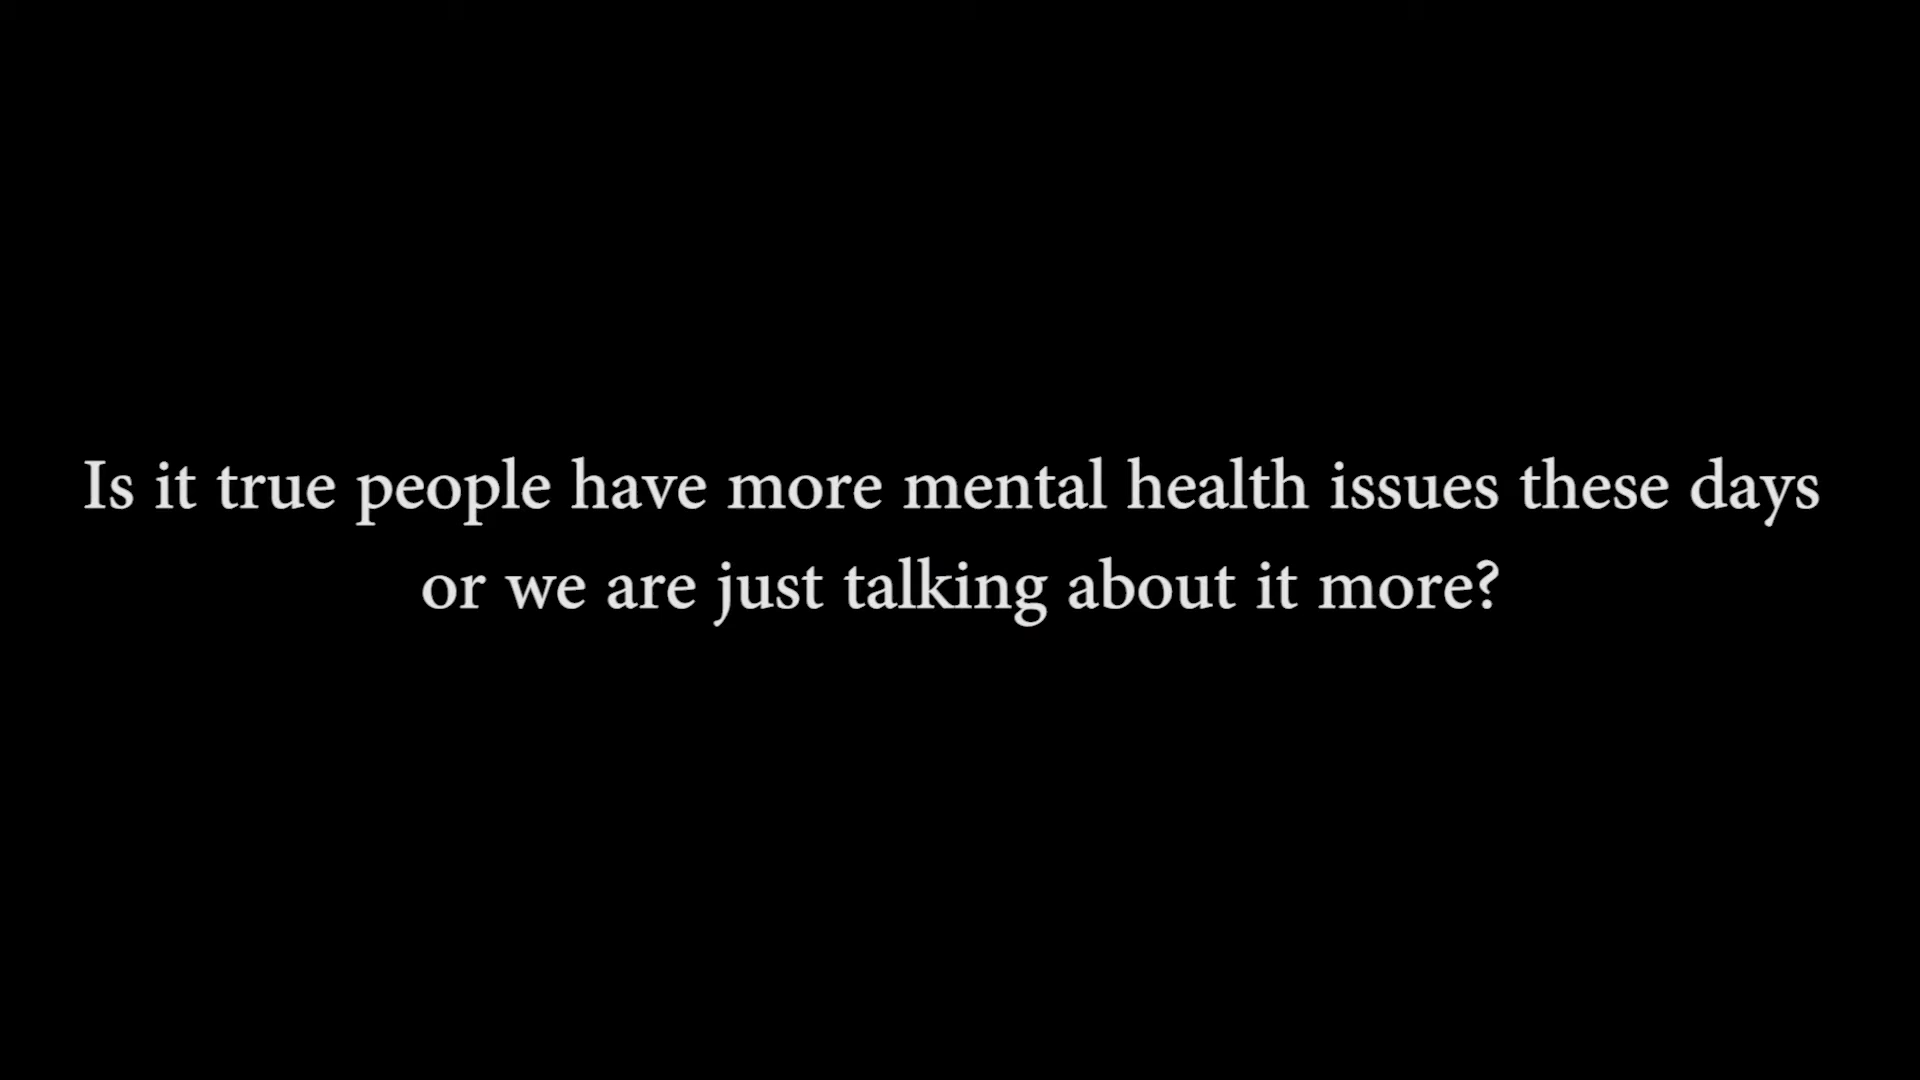 Is it true people have more mental health issues these days
or we are just talking about it more?